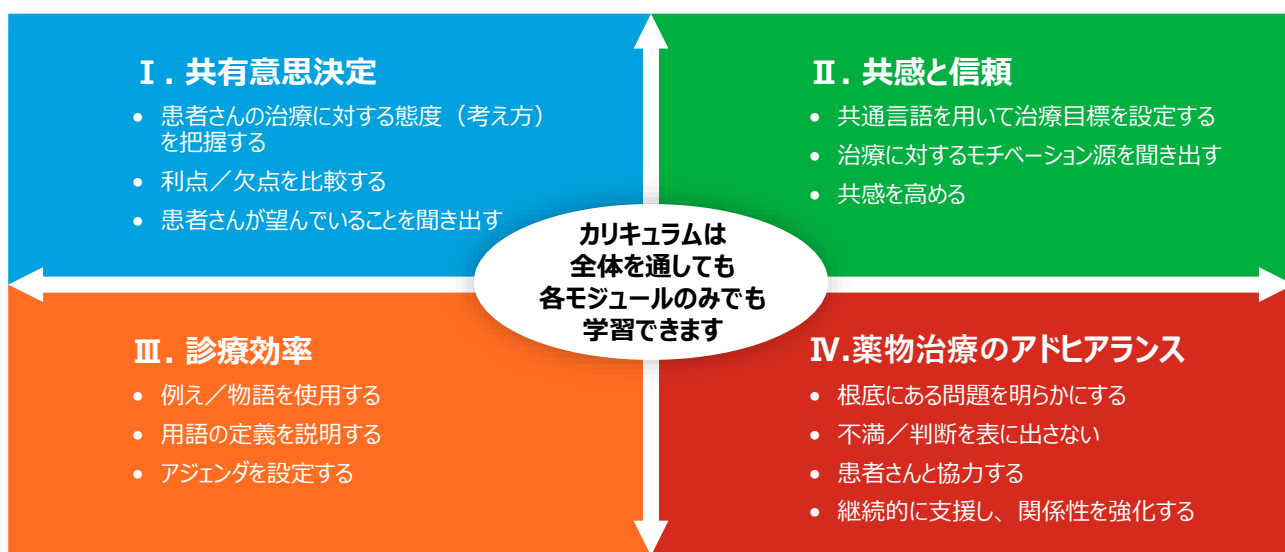 Ⅰ. 共有意思決定
• 患者さんの治療に対する態度（考え方）
を把握する
• 利点／欠点を比較する
• 患者さんが望んでいることを聞き出す
Ⅱ. 共感と信頼
• 共通言語を用いて治療目標を設定する
• 治療に対するモチベーション源を聞き出す
• 共感を高める
カリキュラムは
全体を通しても
各モジュールのみでも
学習できます
Ⅲ. 診療効率
• 例え／物語を使用する
• 用語の定義を説明する
• アジェンダを設定する
Ⅳ.薬物治療のアドヒアランス
• 根底にある問題を明らかにする
• 不満／判断を表に出さない
• 患者さんと協力する
• 継続的に支援し、関係性を強化する